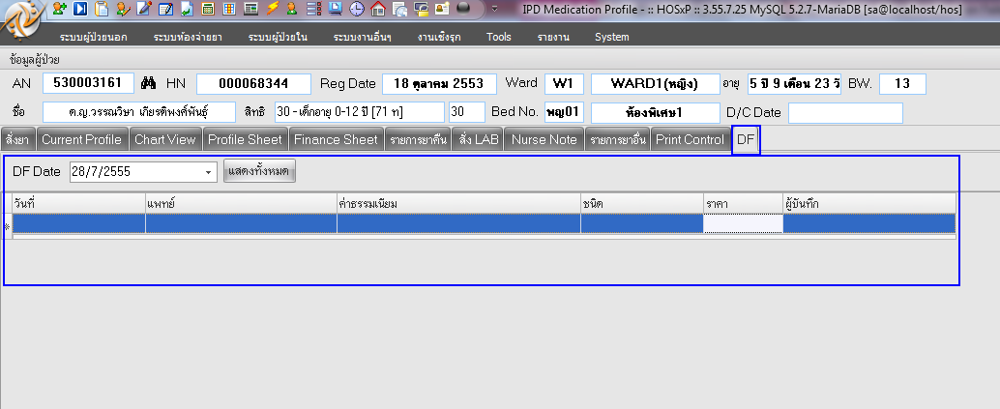 IPD Medication Profile - :: HOSxP :: 3.55.7.25 MySQL 5.2.7-MariaDB [sa@localhost/hos]
ระบบผู้ป่วยนอก ระบบห้องจ่ายยา ระบบผู้ป่วยใน ระบบงานอื่นๆ งานเชิงรุก Tools รายงาน System
ข้อมูลผู้ป่วย
AN 530003161 HN 000068344 Reg Date 18 ตุลาคม 2553 Ward W1 WARD1(หญิง) อายุ 5 ปี 9 เดือน 23 วั BW. 13
ชื่อ ด.ญ.วรรณวิษา เกียรติพงศ์พันธุ์ สิทธิ 30 - เด็กอายุ 0-12 ปี [71 ท] 30 Bed No. พญ01 ห้องพิเศษ1 D/C Date
สั่งยา Current Profile Chart View Profile Sheet Finance Sheet รายการยาคืน สั่ง LAB Nurse Note รายการยาอื่น Print Control DF
DF Date 28/7/2555 แสดงทั้งหมด
วันที่ แพทย์ ค่าธรรมเนียม ชนิด ราคา ผู้บันทึก